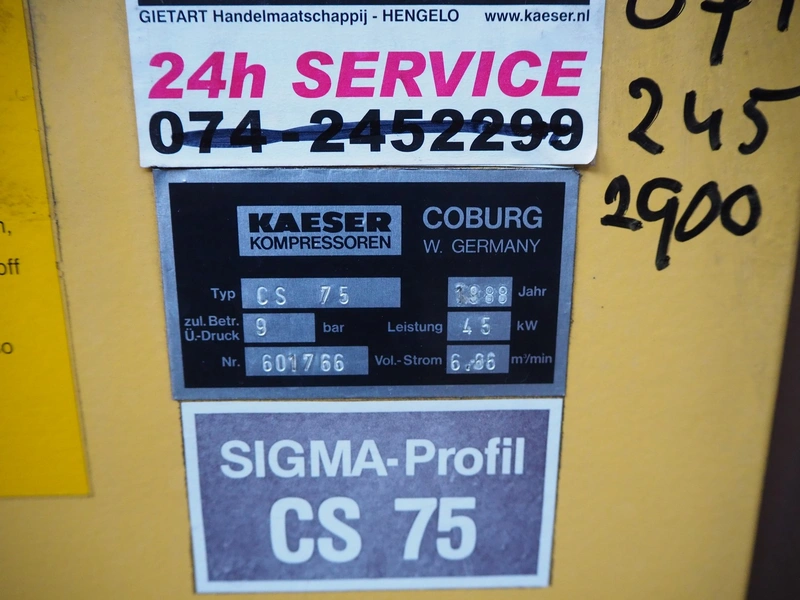 GIETART Handelmaatschappij - HENGELO www.kaeser.nl
24h SERVICE
074-2452299
245
2900
KAESER
KOMPRESSOREN
COBURG
W. GERMANY
Typ CS 75 1988 Jahr
zul. Betr.
Ü.-Druck 9 bar Leistung 45 kW
Nr. 601766 Vol.-Strom m³/min
SIGMA-Profil
CS 75